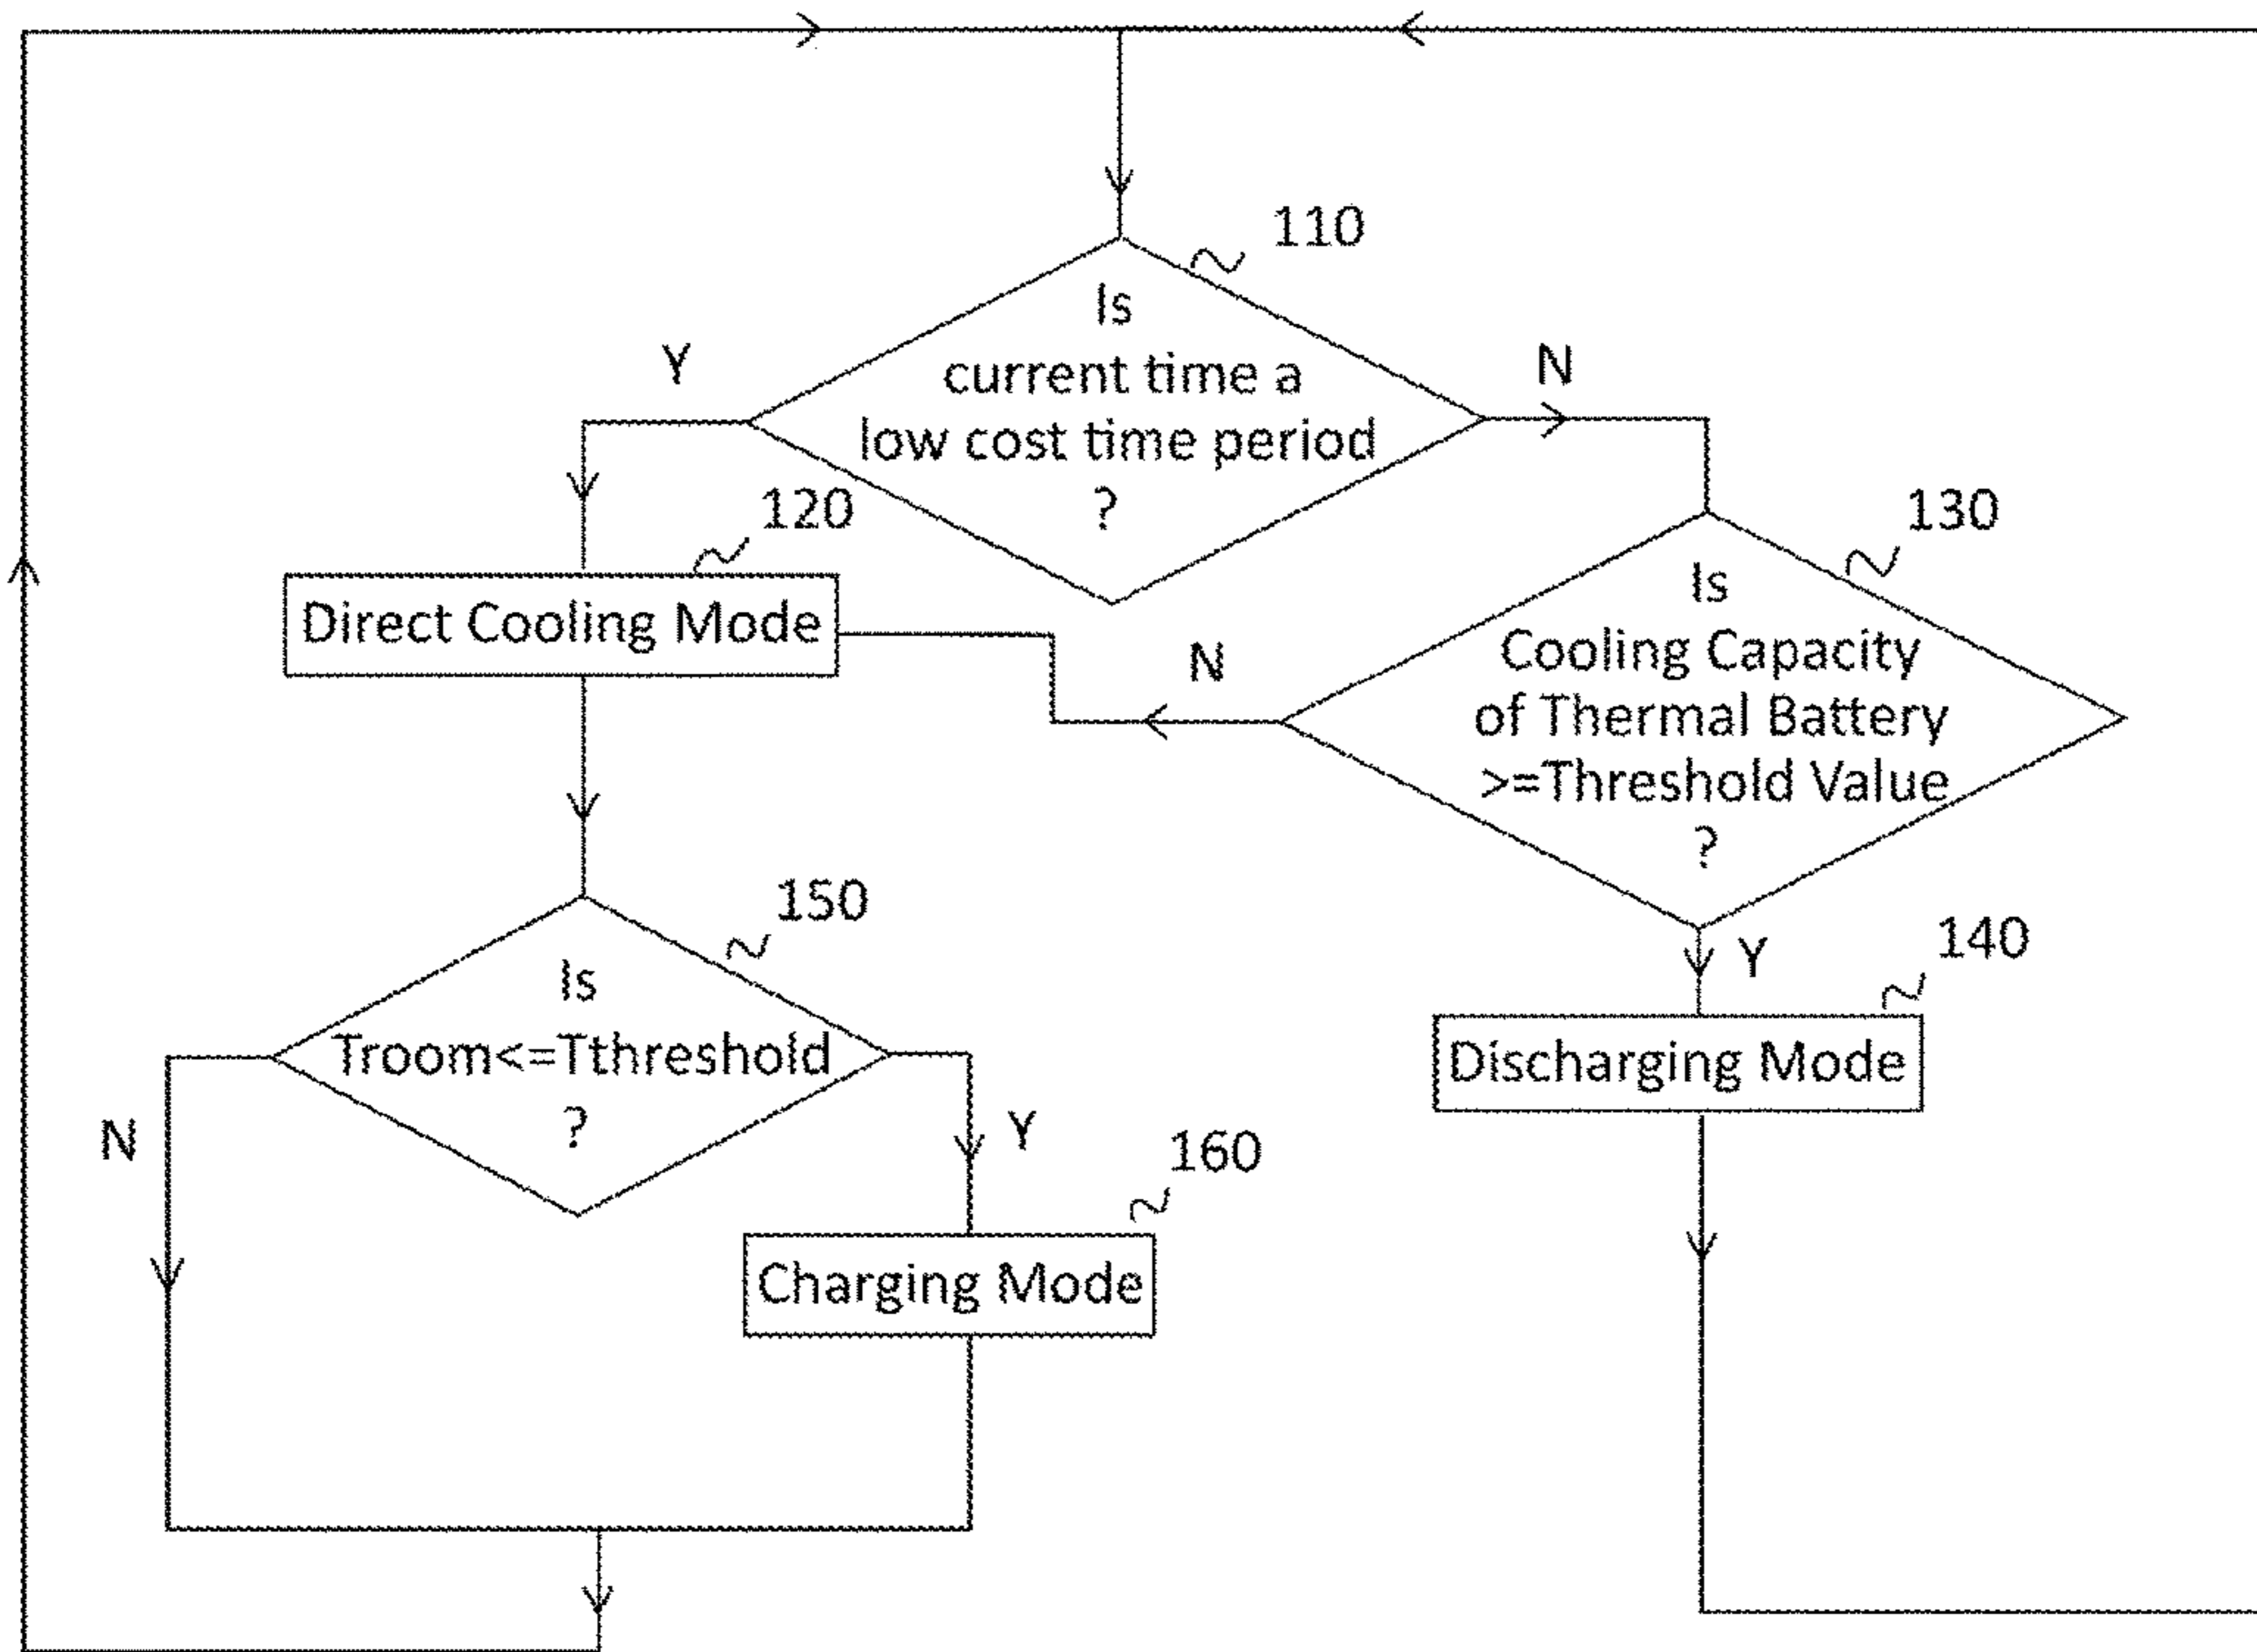 110
Is
current time a
low cost time period
?
Y
N
120
Direct Cooling Mode
130
Is
Cooling Capacity
of Thermal Battery
>=Threshold Value
?
N
Y
140
Discharging Mode
150
Is
Troom<=Tthreshold
?
N
Y
160
Charging Mode